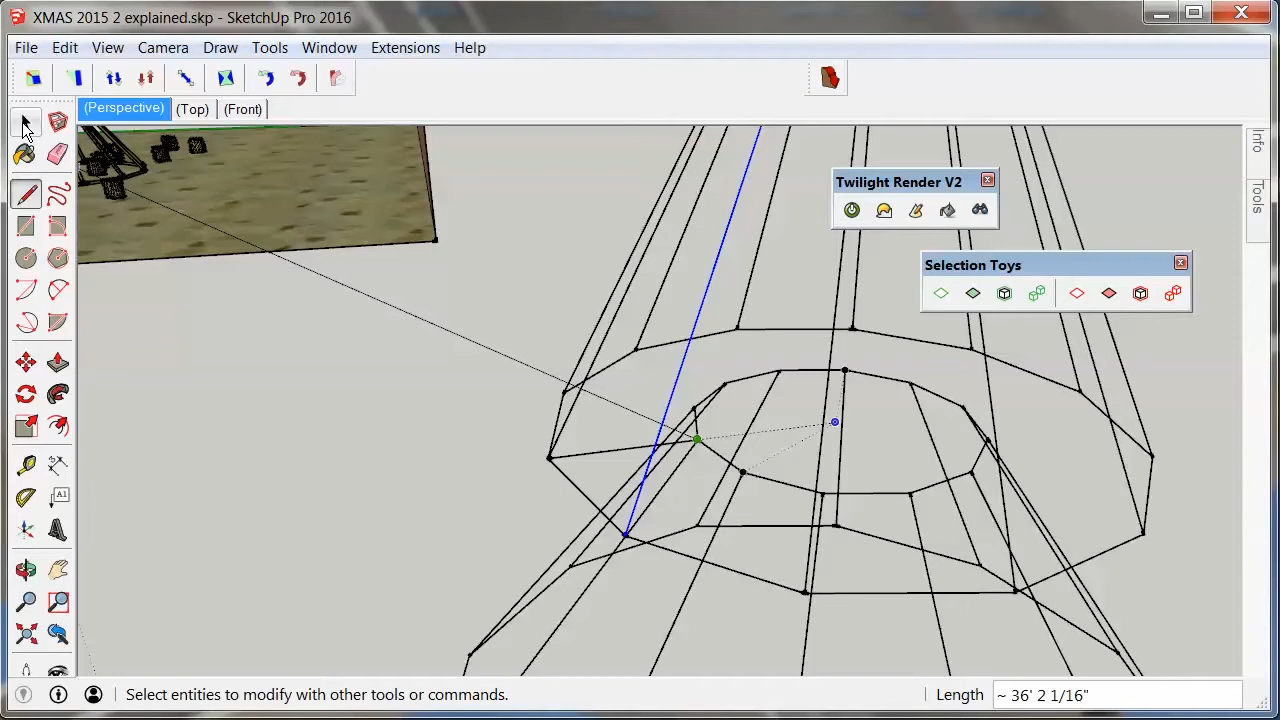 XMAS 2015 2 explained.skp - SketchUp Pro 2016
File Edit View Camera Draw Tools Window Extensions Help
(Perspective) (Top) (Front)
Info
Tools
Twilight Render V2
Selection Toys
A1
Select entities to modify with other tools or commands.
Length ~ 36' 2 1/16"